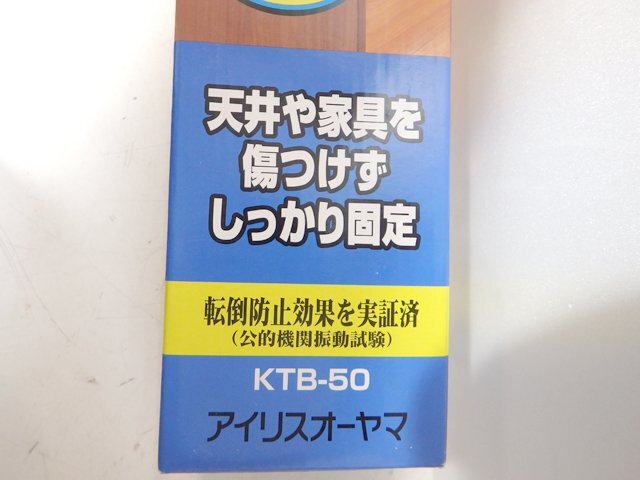 天井や家具を
傷つけず
しっかり固定
転倒防止効果を実証済
(公的機関振動試験)
KTB-50
アイリスオーヤマ